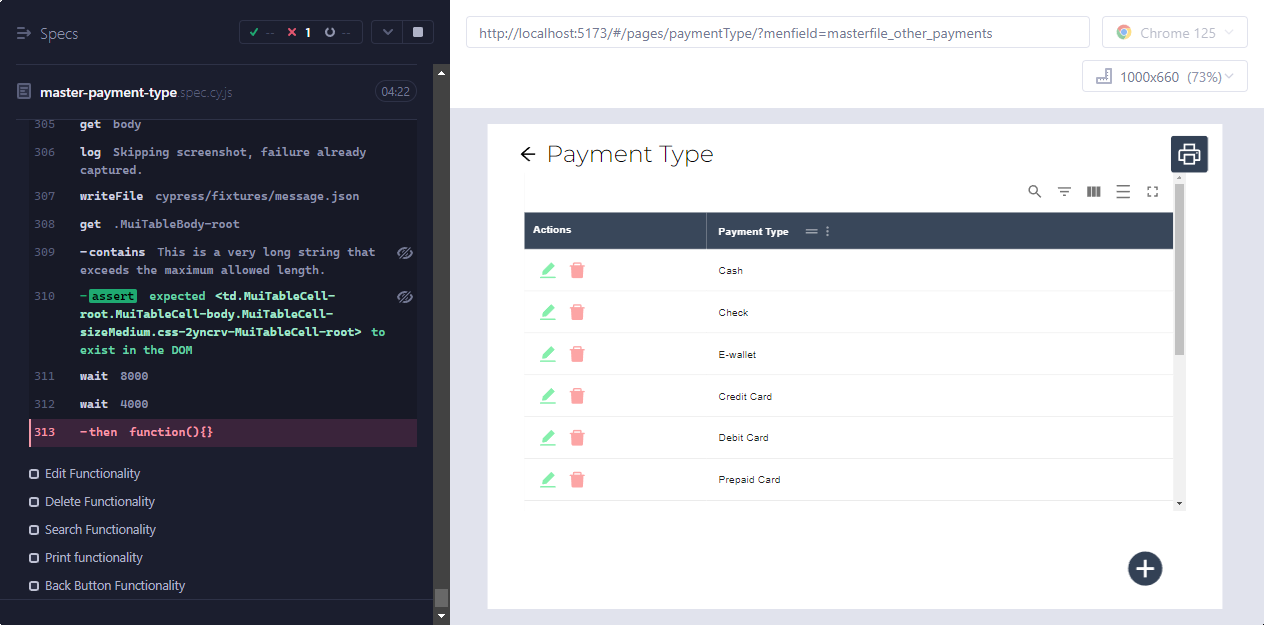 Specs
-- 1 --
master-payment-type.spec.cy.js 04:22
305 get body
306 log Skipping screenshot, failure already
captured.
307 writeFile cypress/fixtures/message.json
308 get .MuiTableBody-root
309 -contains This is a very long string that
exceeds the maximum allowed length.
310 -assert expected <td.MuiTableCell-
root.MuiTableCell-body.MuiTableCell-
sizeMedium.css-2yncrv-MuiTableCell-root> to
exist in the DOM
311 wait 8000
312 wait 4000
313 -then function(){}
Edit Functionality
Delete Functionality
Search Functionality
Print functionality
Back Button Functionality
http://localhost:5173/#/pages/paymentType/?menfield=masterfile_other_payments
Chrome 125
1000x660 (73%)
Payment Type
Actions Payment Type
Cash
Check
E-wallet
Credit Card
Debit Card
Prepaid Card